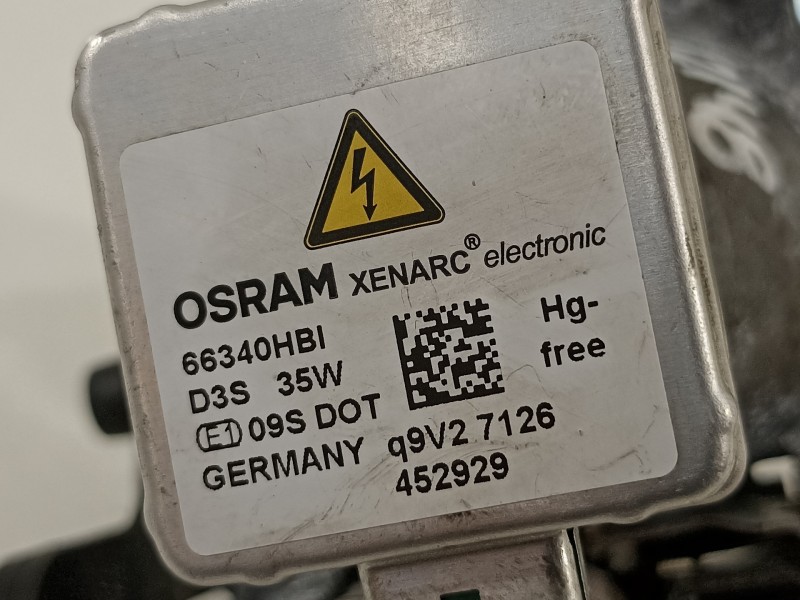 OSRAM XENARC® electronic
66340HBI
Hg-
free
D3S 35W
E1 09S DOT
GERMANY q9V2 7126
452929